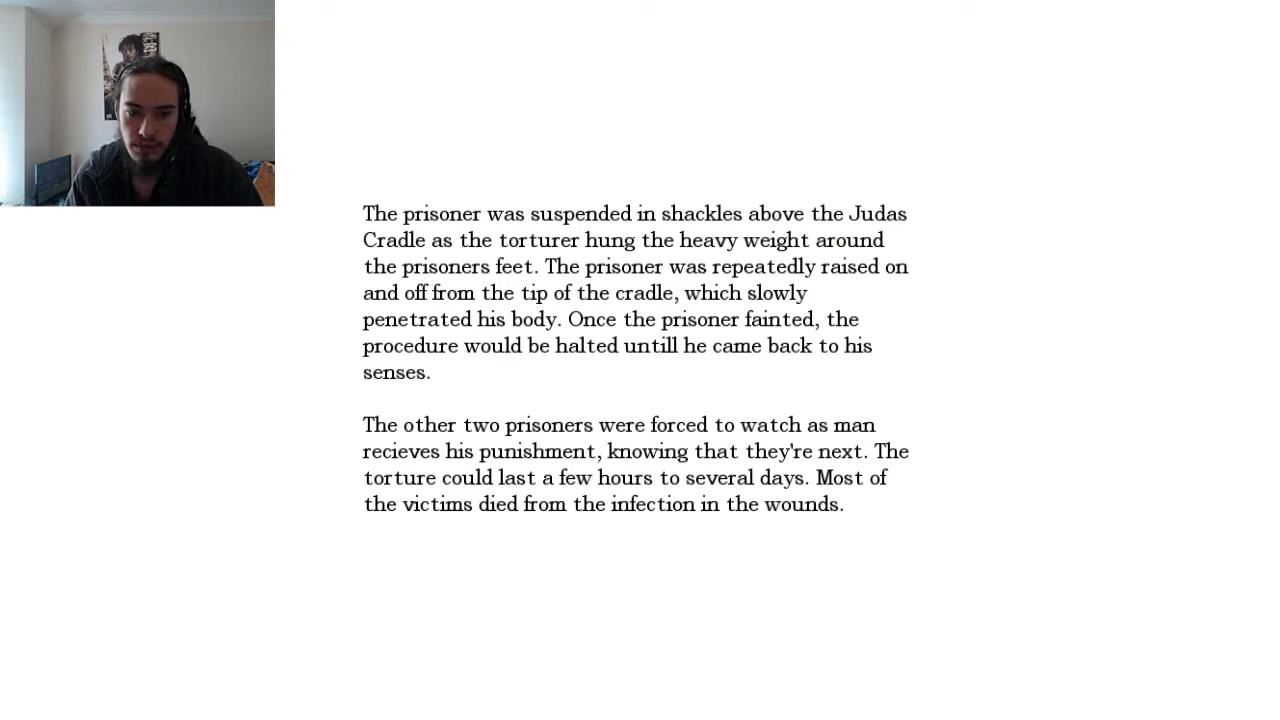 The prisoner was suspended in shackles above the Judas
Cradle as the torturer hung the heavy weight around
the prisoners feet. The prisoner was repeatedly raised on
and off from the tip of the cradle, which slowly
penetrated his body. Once the prisoner fainted, the
procedure would be halted untill he came back to his
senses.
The other two prisoners were forced to watch as man
recieves his punishment, knowing that they're next. The
torture could last a few hours to several days. Most of
the victims died from the infection in the wounds.